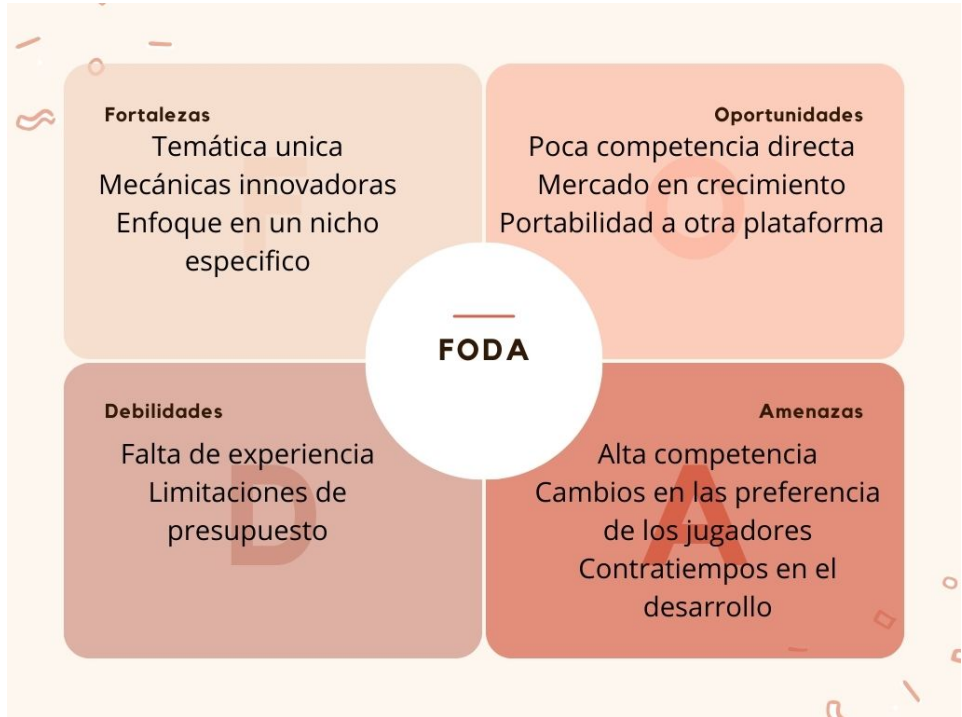 Fortalezas
Temática unica
Mecánicas innovadoras
Enfoque en un nicho
especifico
Oportunidades
Poca competencia directa
Mercado en crecimiento
Portabilidad a otra plataforma
FODA
Debilidades
Falta de experiencia
Limitaciones de
presupuesto
Amenazas
Alta competencia
Cambios en las preferencia
de los jugadores
Contratiempos en el
desarrollo
F
O
D
A